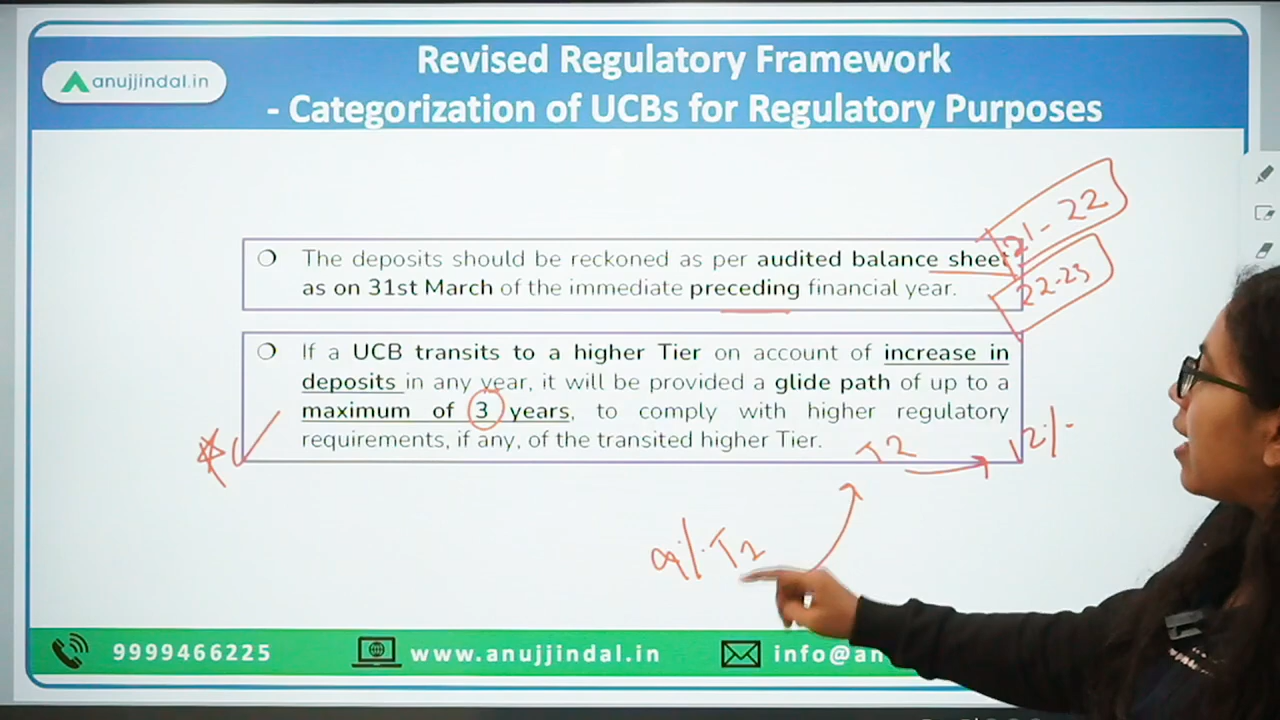 Revised Regulatory Framework
anujjindal.in
- Categorization of UCBs for Regulatory Purposes
21-22
The deposits should be reckoned as per audited balance sheet
as on 31st March of the immediate preceding financial year.
22-23
If a UCB transits to a higher Tier on account of increase in
deposits in any year, it will be provided a glide path of up to a
maximum of 3 years, to comply with higher regulatory
requirements, if any, of the transited higher Tier.
T2 12%
9% T2
9999466225
www.anujjindal.in
info@an